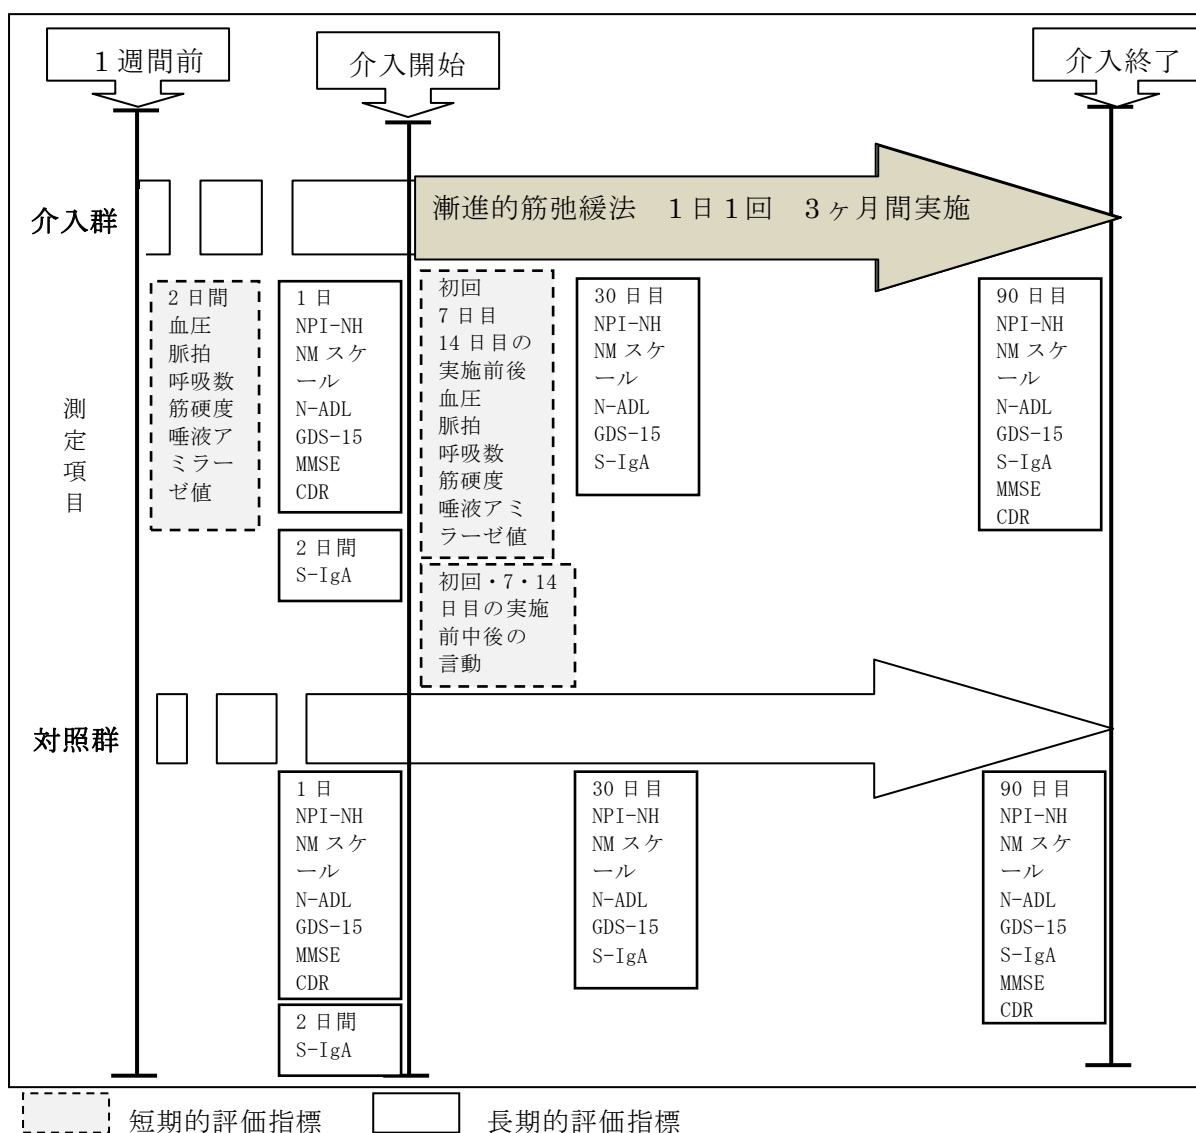 1週間前
介入開始
介入終了
介入群
漸進的筋弛緩法　1日1回　3ヶ月間実施
測
定
項
目
2日間
血圧
脈拍
呼吸数
筋硬度
唾液ア
ミラー
ゼ値
1日
NPI-NH
NMスケ
ール
N-ADL
GDS-15
MMSE
CDR
2日間
S-IgA
初回
7日目
14日目の
実施前後
血圧
脈拍
呼吸数
筋硬度
唾液アミ
ラーゼ値
初回・7・14
日目の実施
前中後の
言動
30日目
NPI-NH
NMスケ
ール
N-ADL
GDS-15
S-IgA
90日目
NPI-NH
NMスケ
ール
N-ADL
GDS-15
S-IgA
MMSE
CDR
対照群
1日
NPI-NH
NMスケ
ール
N-ADL
GDS-15
MMSE
CDR
2日間
S-IgA
30日目
NPI-NH
NMスケ
ール
N-ADL
GDS-15
S-IgA
90日目
NPI-NH
NMスケ
ール
N-ADL
GDS-15
S-IgA
MMSE
CDR
短期的評価指標
長期的評価指標